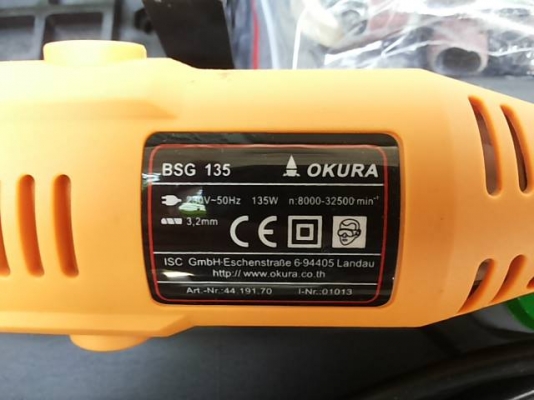 BSG 135 OKURA
V~50Hz 135W n:8000-32500 min⁻¹
3,2mm CE
ISC GmbH·Eschenstraße 6·94405 Landau
http://www.okura.co.th
Art.-Nr.:44 191.70 I-Nr.:01013